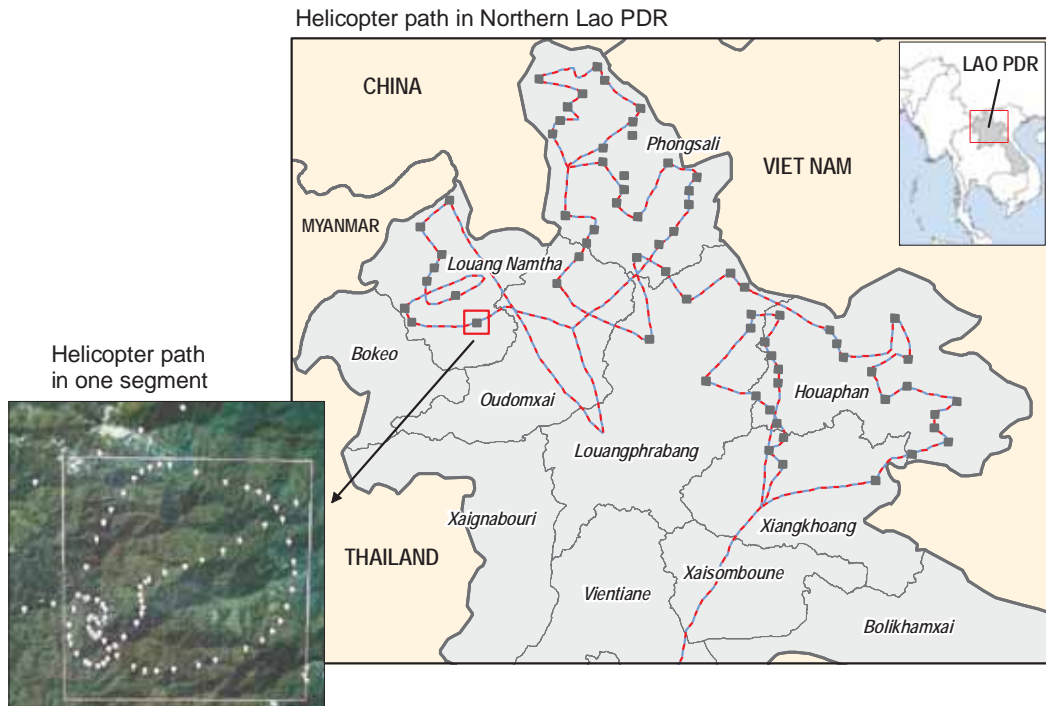 Helicopter path in Northern Lao PDR
CHINA
LAO PDR
Phongsali
VIET NAM
MYANMAR
Louang Namtha
Helicopter path
in one segment
Bokeo
Oudomxai
Houaphan
Louangphrabang
Xaignabouri
Xiangkhoang
THAILAND
Vientiane
Xaisomboune
Bolikhamxai